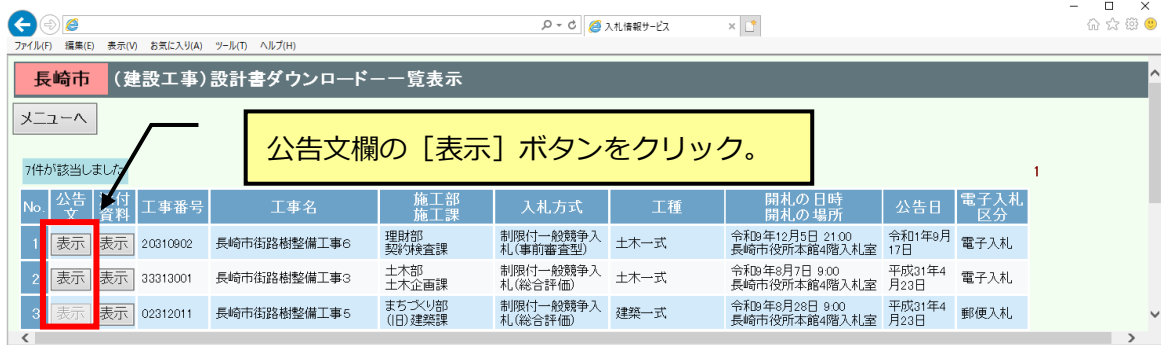 入札情報サービス
ファイル(F) 編集(E) 表示(V) お気に入り(A) ツール(T) ヘルプ(H)
長崎市 (建設工事)設計書ダウンロードー一覧表示
メニューへ
公告文欄の［表示］ボタンをクリック。
7件が該当しました
1
No. 公告文 付資料 工事番号 工事名 施工部施工課 入札方式 工種 開札の日時開札の場所 公告日 電子入札区分
1 表示 表示 20310902 長崎市街路樹整備工事6 理財部契約検査課 制限付一般競争入札(事前審査型) 土木一式 令和9年12月5日 21:00長崎市役所本館4階入札室 令和1年9月17日 電子入札
2 表示 表示 33313001 長崎市街路樹整備工事3 土木部土木企画課 制限付一般競争入札(総合評価) 土木一式 令和9年8月7日 9:00長崎市役所本館4階入札室 平成31年4月23日 電子入札
3 表示 表示 02312011 長崎市街路樹整備工事5 まちづくり部(旧)建築課 制限付一般競争入札(総合評価) 建築一式 令和9年8月28日 9:00長崎市役所本館4階入札室 平成31年4月23日 郵便入札